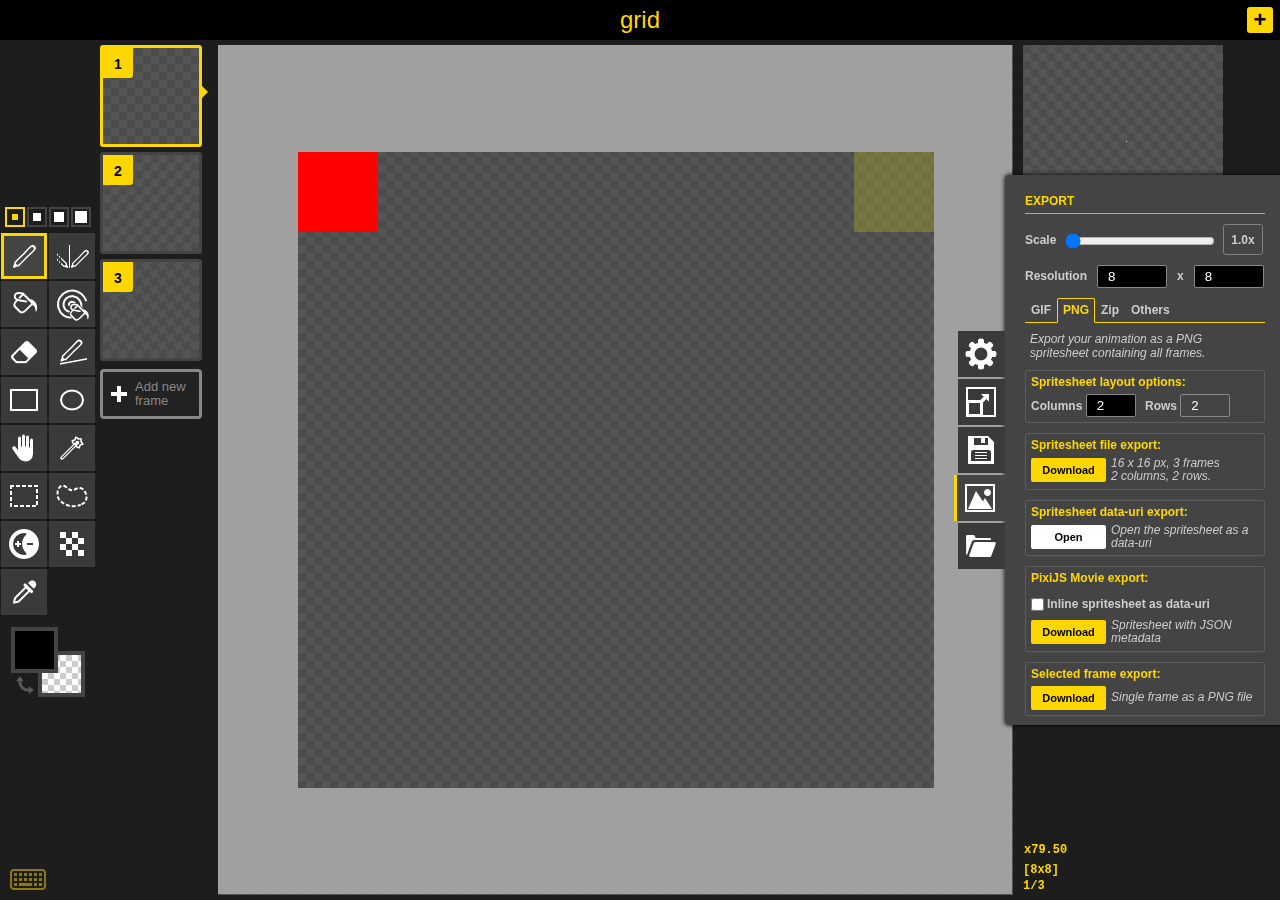 grid
+
1
2
3
Add new
frame
EXPORT
Scale
1.0x
Resolution 8 x 8
GIF PNG Zip Others
Export your animation as a PNG
spritesheet containing all frames.
Spritesheet layout options:
Columns 2 Rows 2
Spritesheet file export:
Download 16 x 16 px, 3 frames
2 columns, 2 rows.
Spritesheet data-uri export:
Open Open the spritesheet as a
data-uri
PixiJS Movie export:
Inline spritesheet as data-uri
Download Spritesheet with JSON
metadata
Selected frame export:
Download Single frame as a PNG file
x79.50
[8x8]
1/3